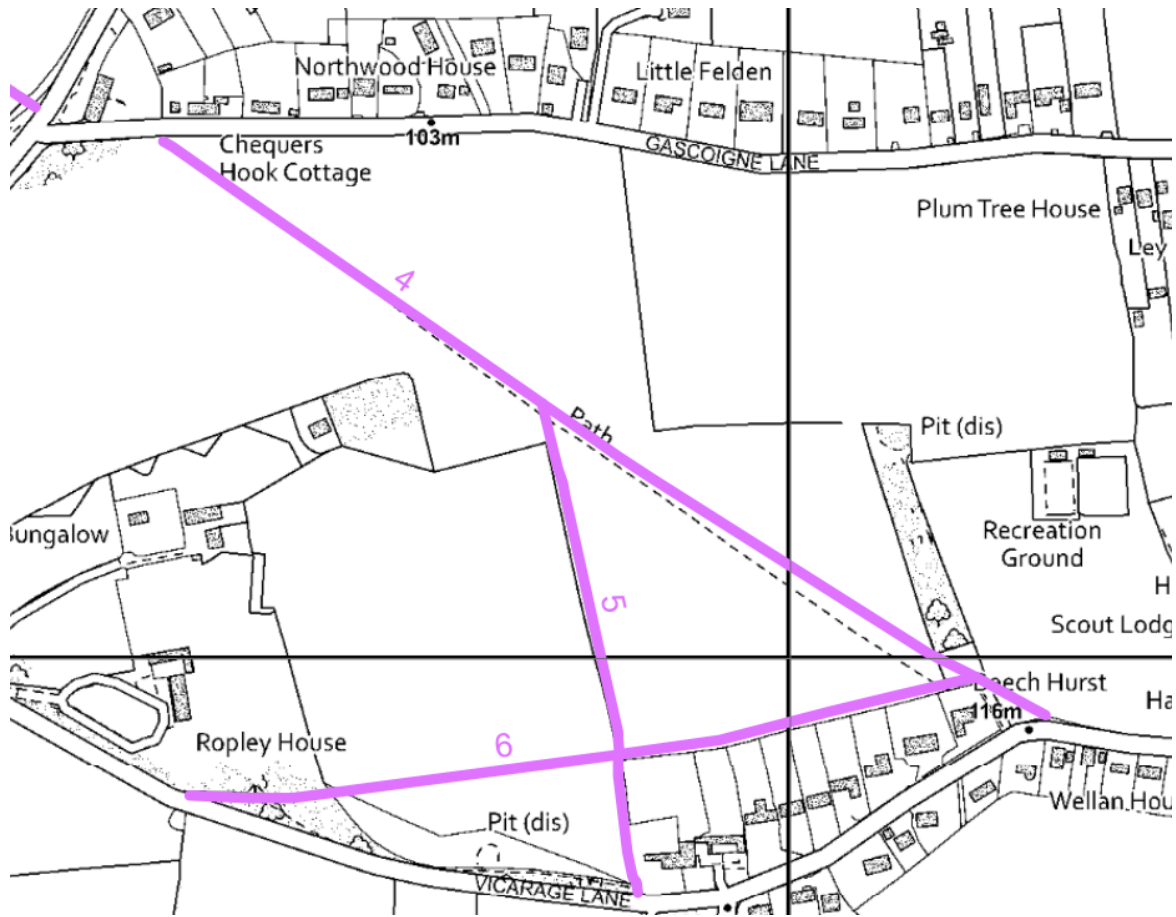 Northwood House
Little Felden
103m
Chequers
Hook Cottage
GASCOIGNE LANE
Plum Tree House
Ley
4
Path
Pit (dis)
Recreation
Ground
Bungalow
H
5
Scout Lodg
Beech Hurst
Ha
116m
Ropley House
6
Wellan Hou
Pit (dis)
VICARAGE LANE